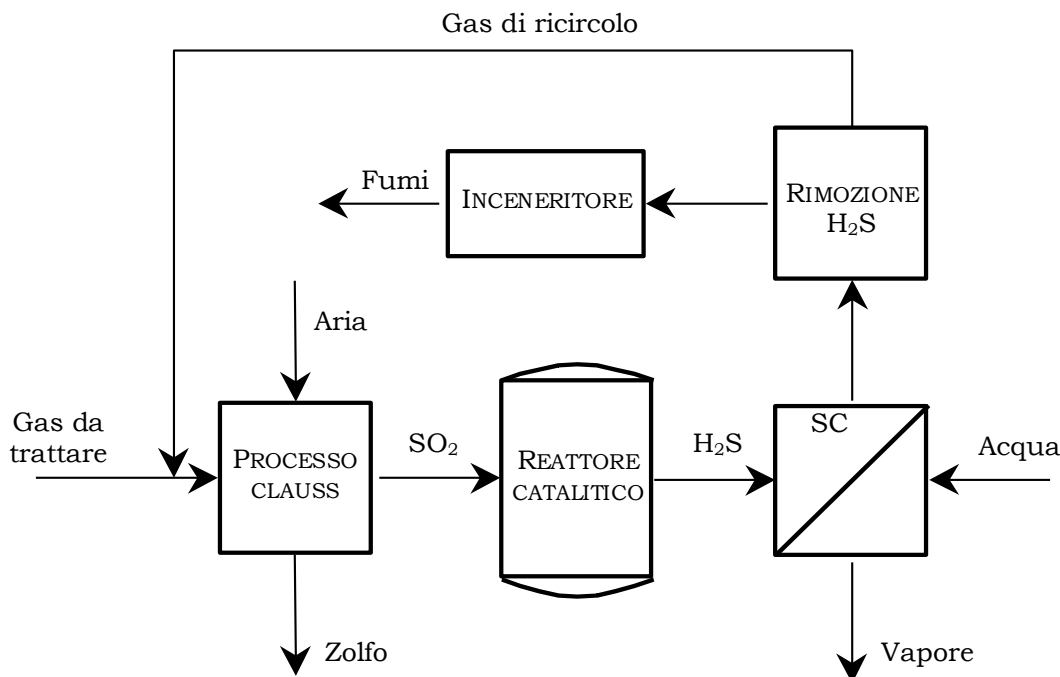 Gas di ricircolo
Fumi
INCENERITORE
RIMOZIONE
H₂S
Aria
Gas da
trattare
PROCESSO
CLAUSS
SO₂
REATTORE
CATALITICO
H₂S
SC
Acqua
Zolfo
Vapore